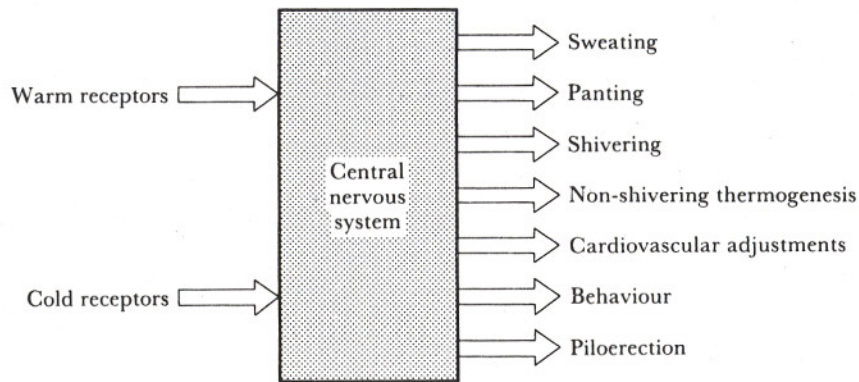 Warm receptors
Cold receptors
Central
nervous
system
Sweating
Panting
Shivering
Non-shivering thermogenesis
Cardiovascular adjustments
Behaviour
Piloerection